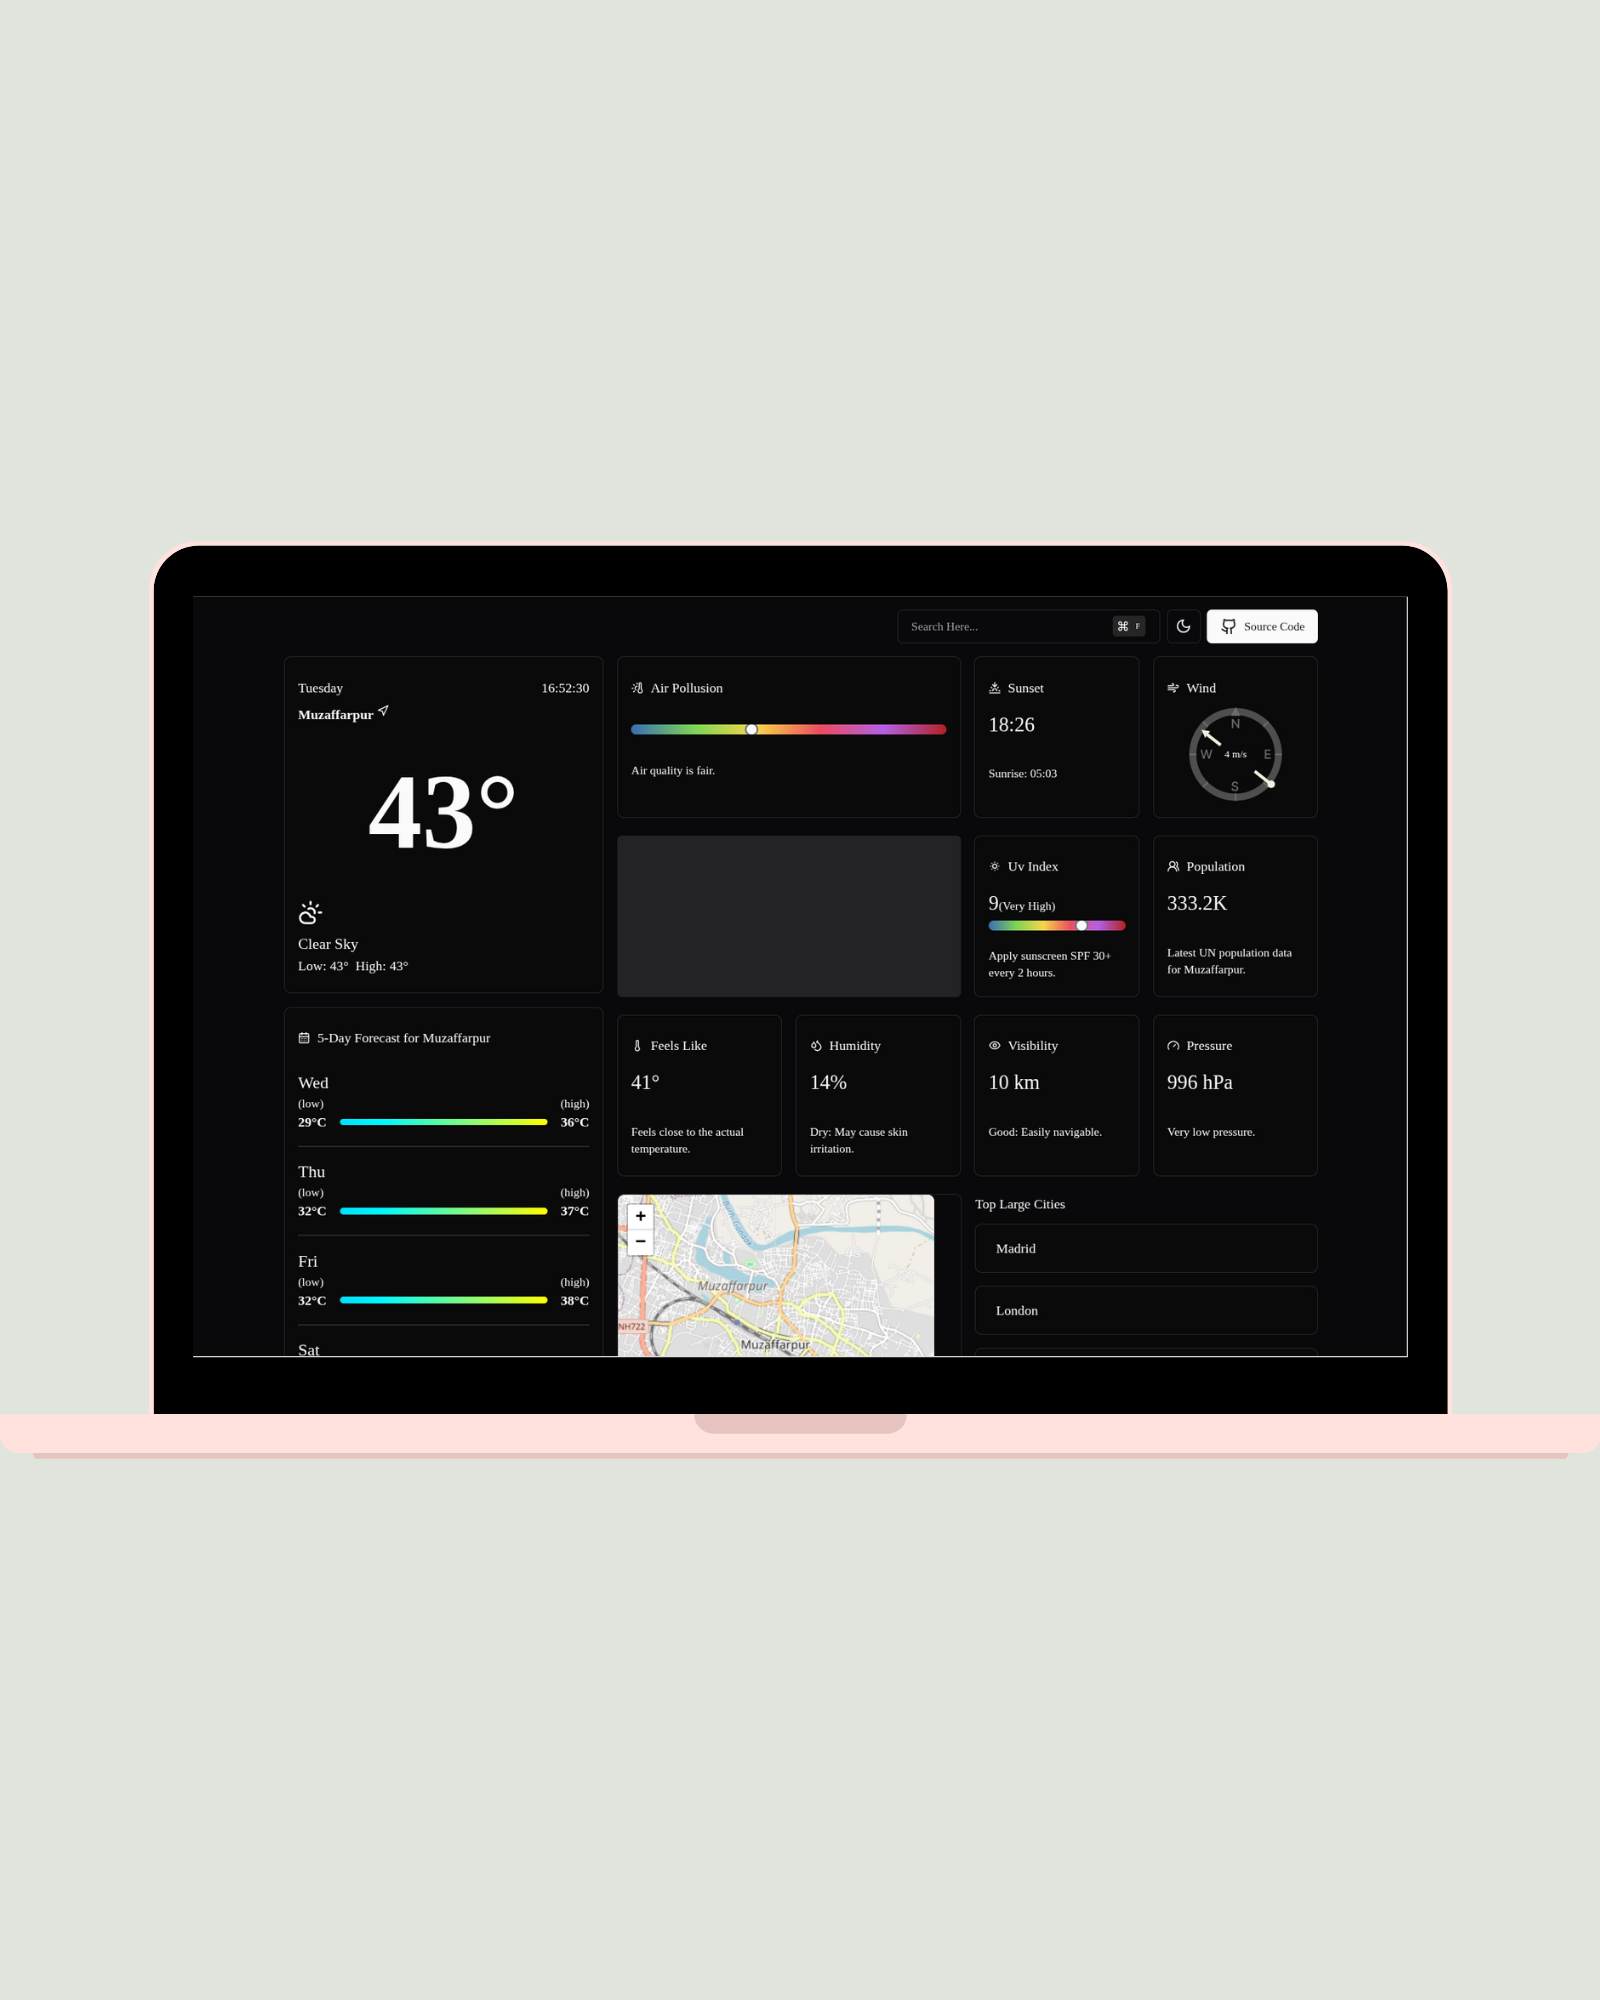 Search Here...
⌘ F
Source Code
Tuesday
16:52:30
Muzaffarpur
43°
Clear Sky
Low: 43° High: 43°
Air Pollusion
Air quality is fair.
Sunset
18:26
Sunrise: 05:03
Wind
N
W
4 m/s
E
S
Uv Index
9(Very High)
Apply sunscreen SPF 30+
every 2 hours.
Population
333.2K
Latest UN population data
for Muzaffarpur.
5-Day Forecast for Muzaffarpur
Wed
(low)
(high)
29°C
36°C
Thu
(low)
(high)
32°C
37°C
Fri
(low)
(high)
32°C
38°C
Sat
Feels Like
41°
Feels close to the actual
temperature.
Humidity
14%
Dry: May cause skin
irritation.
Visibility
10 km
Good: Easily navigable.
Pressure
996 hPa
Very low pressure.
+
−
Muzaffarpur
NH722
Muzaffarpur
Top Large Cities
Madrid
London